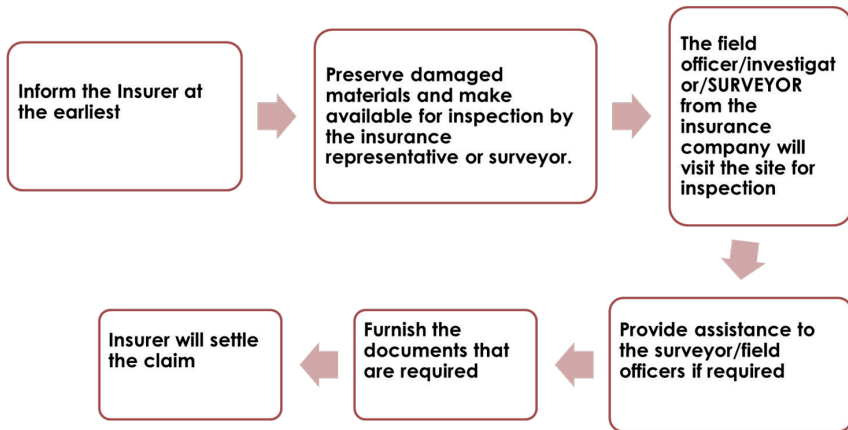 Inform the Insurer at
the earliest
Preserve damaged
materials and make
available for inspection by
the insurance
representative or surveyor.
The field
officer/investigat
or/SURVEYOR
from the
insurance
company will
visit the site for
inspection
Provide assistance to
the surveyor/field
officers if required
Furnish the
documents that
are required
Insurer will settle
the claim